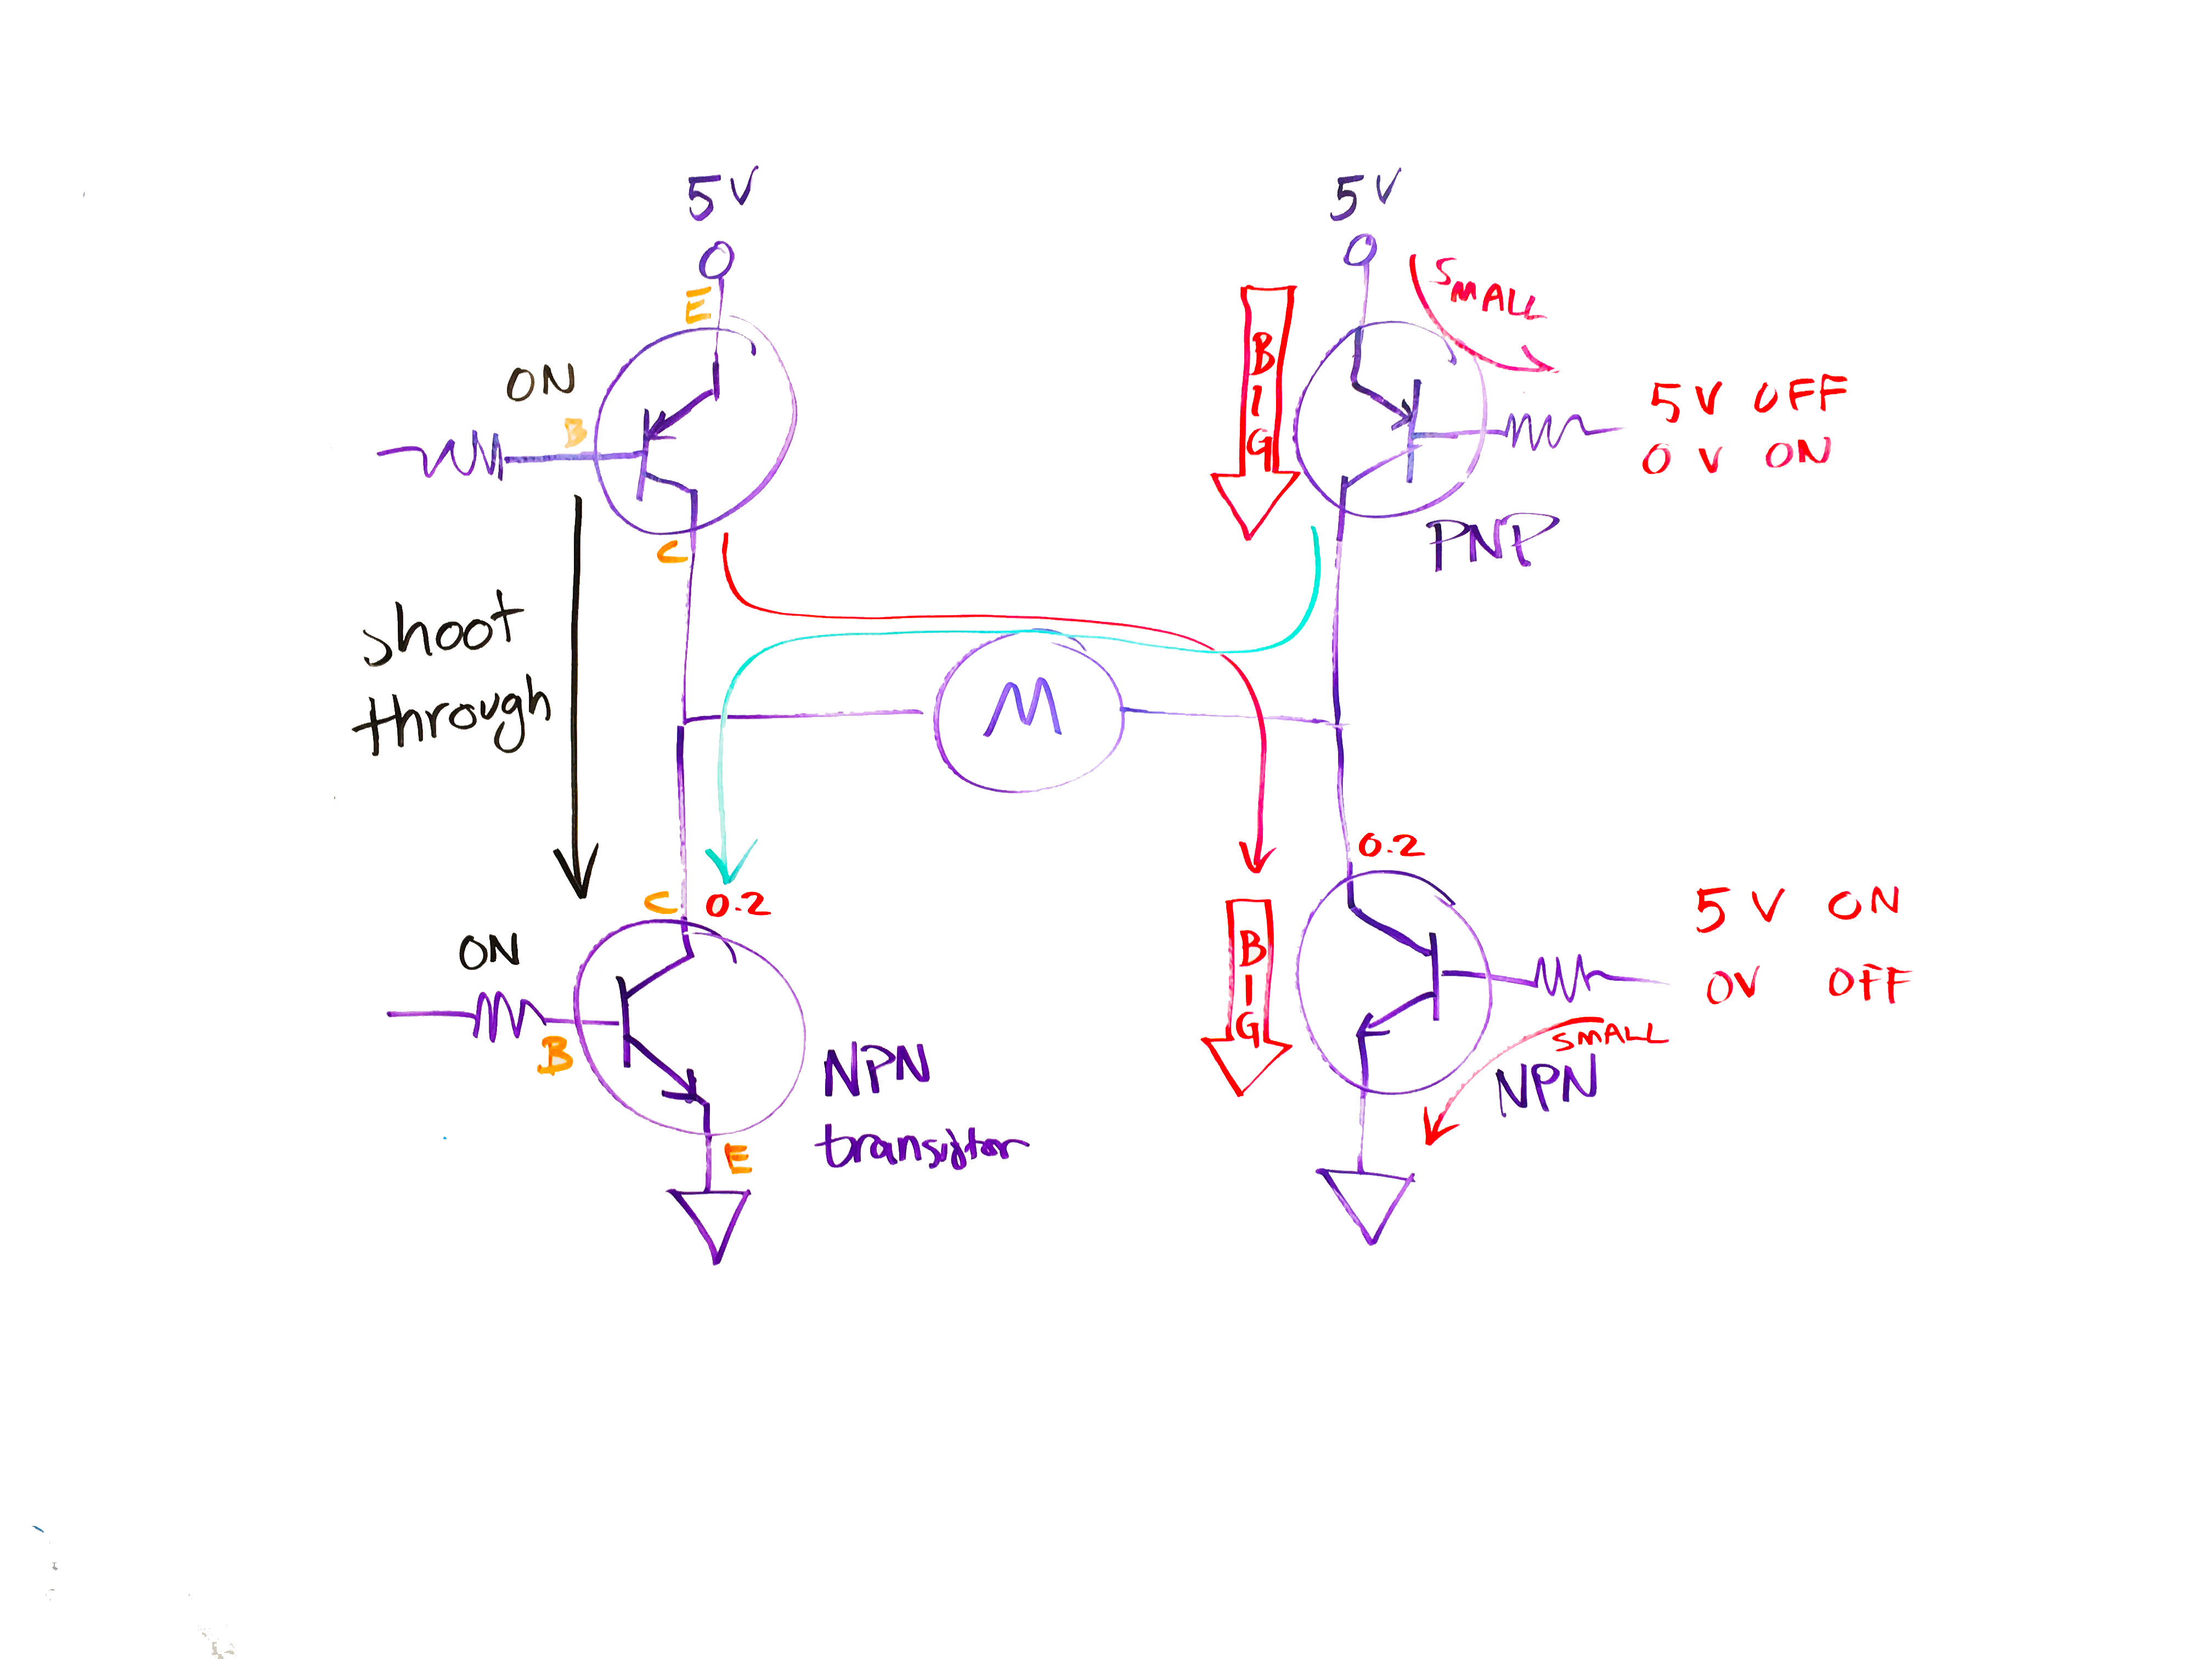 5V
5V
E
SMALL
BIG
ON
B
5V OFF
0V ON
C
PNP
shoot
through
M
0.2
C
0.2
5V ON
0V OFF
ON
BIG
B
SMALL
NPN
NPN
transistor
E